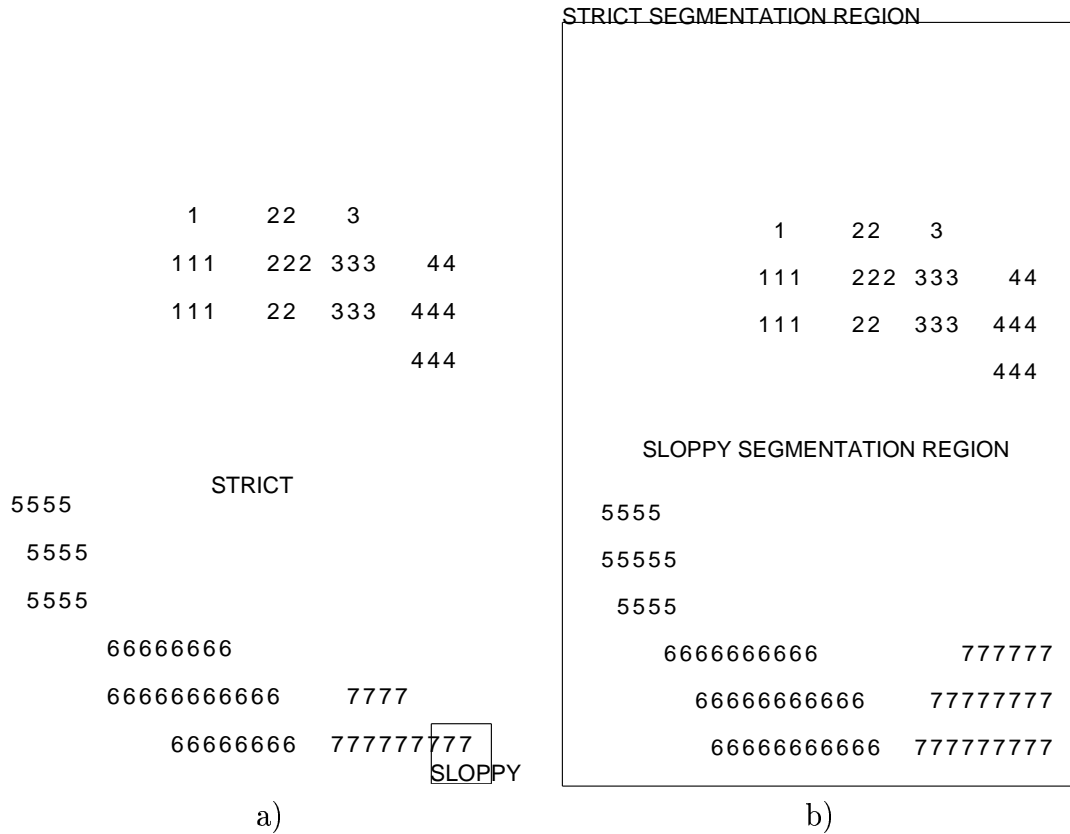 1 22 3
111 222 333 44
111 22 333 444
444
STRICT
5555
5555
5555
66666666
66666666666 7777
66666666 777777777
SLOPPY
a)
STRICT SEGMENTATION REGION
1 22 3
111 222 333 44
111 22 333 444
444
SLOPPY SEGMENTATION REGION
5555
55555
5555
6666666666 777777
66666666666 77777777
66666666666 777777777
b)